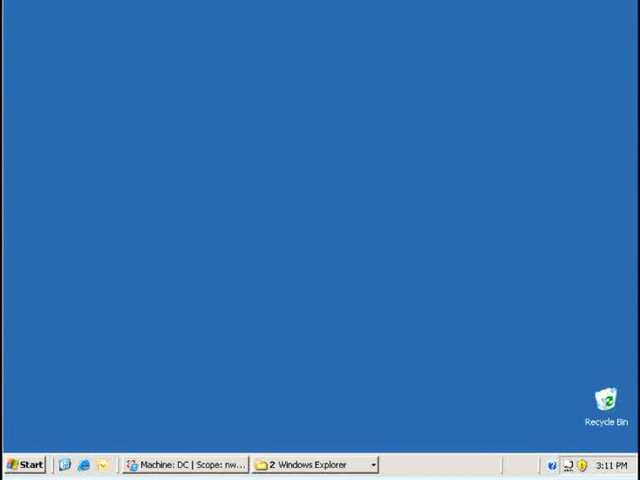 Recycle Bin
Start
Machine: DC | Scope: nw...
2 Windows Explorer
3:11 PM